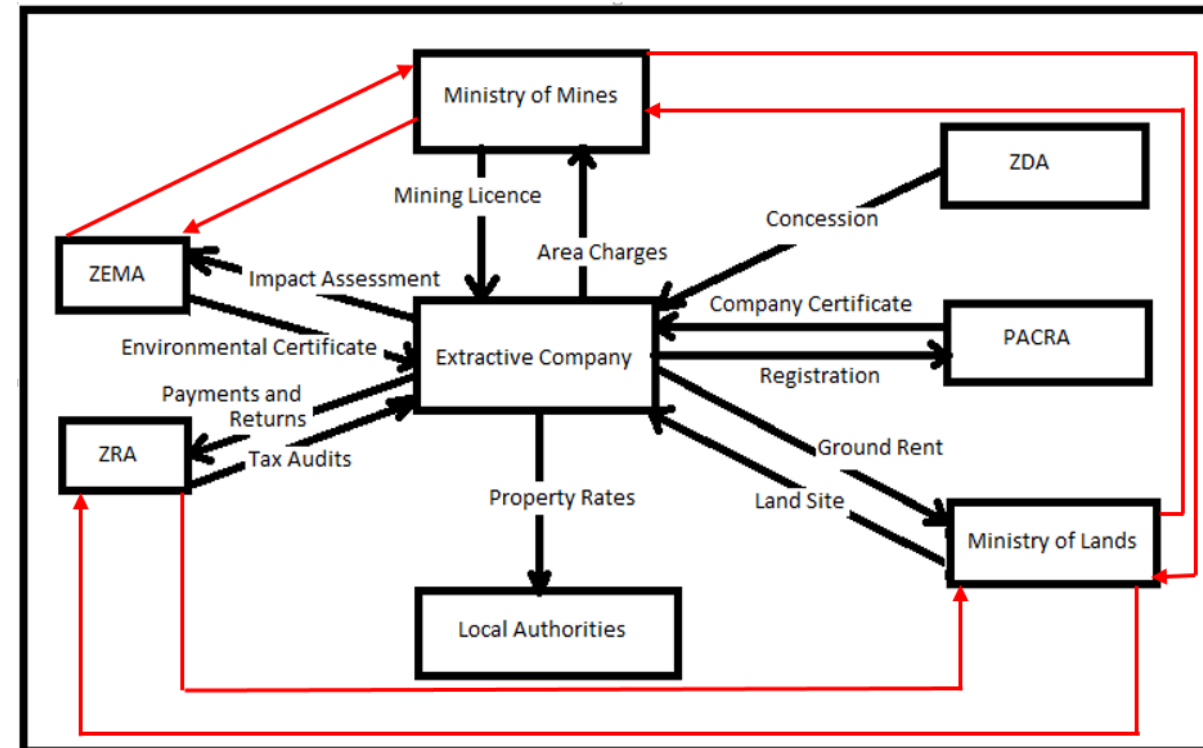 Ministry of Mines
ZDA
Mining Licence
Concession
Area Charges
ZEMA
Impact Assessment
Company Certificate
Environmental Certificate
Extractive Company
PACRA
Registration
Payments and
Returns
ZRA
Tax Audits
Ground Rent
Property Rates
Land Site
Ministry of Lands
Local Authorities